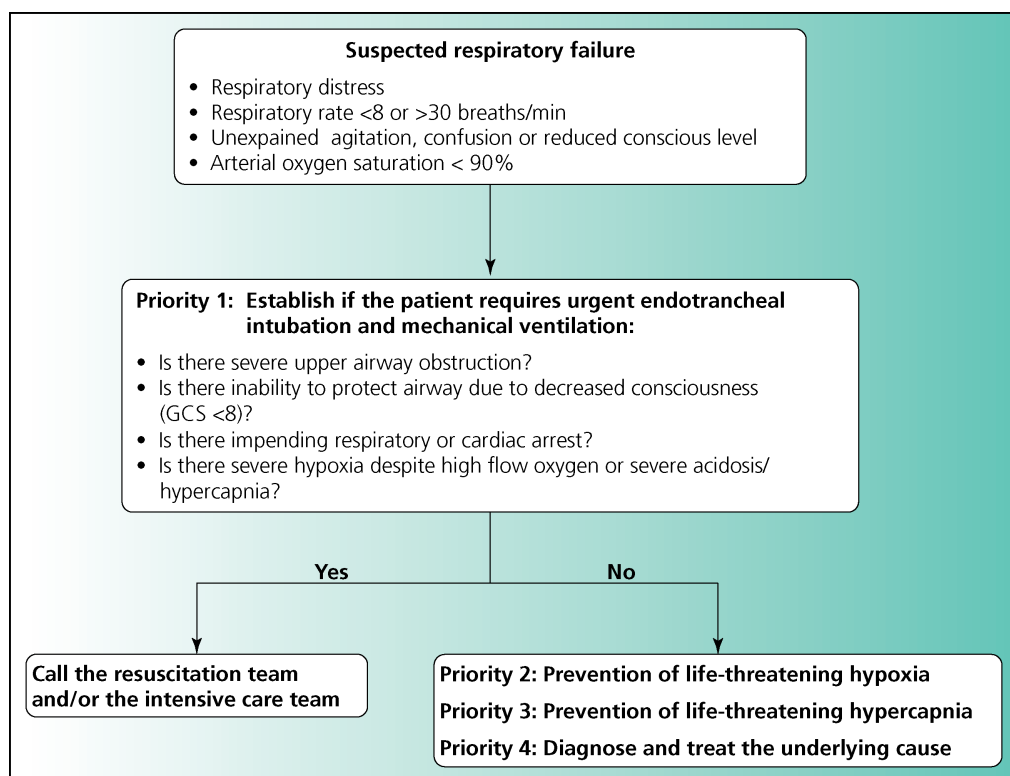 Suspected respiratory failure
• Respiratory distress
• Respiratory rate <8 or >30 breaths/min
• Unexpained agitation, confusion or reduced conscious level
• Arterial oxygen saturation < 90%
Priority 1: Establish if the patient requires urgent endotrancheal
intubation and mechanical ventilation:
• Is there severe upper airway obstruction?
• Is there inability to protect airway due to decreased consciousness
(GCS <8)?
• Is there impending respiratory or cardiac arrest?
• Is there severe hypoxia despite high flow oxygen or severe acidosis/
hypercapnia?
Yes
No
Call the resuscitation team
and/or the intensive care team
Priority 2: Prevention of life-threatening hypoxia
Priority 3: Prevention of life-threatening hypercapnia
Priority 4: Diagnose and treat the underlying cause